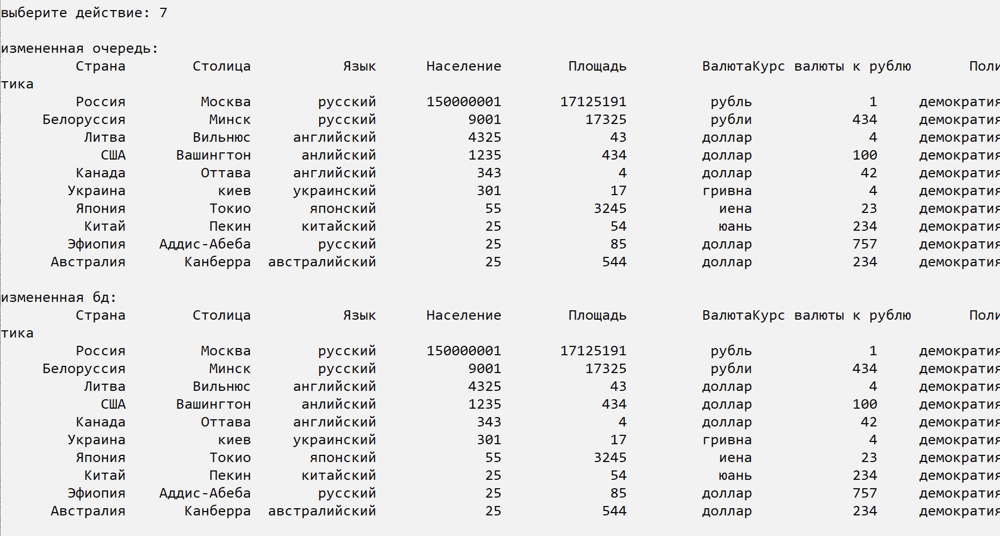 выберите действие: 7
измененная очередь:
Страна Столица Язык Население Площадь ВалютаКурс валюты к рублю Поли
тика
Россия Москва русский 150000001 17125191 рубль 1 демократия
Белоруссия Минск русский 9001 17325 рубли 434 демократия
Литва Вильнюс английский 4325 43 доллар 4 демократия
США Вашингтон анлийский 1235 434 доллар 100 демократия
Канада Оттава английский 343 4 доллар 42 демократия
Украина киев украинский 301 17 гривна 4 демократия
Япония Токио японский 55 3245 иена 23 демократия
Китай Пекин китайский 25 54 юань 234 демократия
Эфиопия Аддис-Абеба русский 25 85 доллар 757 демократия
Австралия Канберра австралийский 25 544 доллар 234 демократия
измененная бд:
Страна Столица Язык Население Площадь ВалютаКурс валюты к рублю Поли
тика
Россия Москва русский 150000001 17125191 рубль 1 демократия
Белоруссия Минск русский 9001 17325 рубли 434 демократия
Литва Вильнюс английский 4325 43 доллар 4 демократия
США Вашингтон анлийский 1235 434 доллар 100 демократия
Канада Оттава английский 343 4 доллар 42 демократия
Украина киев украинский 301 17 гривна 4 демократия
Япония Токио японский 55 3245 иена 23 демократия
Китай Пекин китайский 25 54 юань 234 демократия
Эфиопия Аддис-Абеба русский 25 85 доллар 757 демократия
Австралия Канберра австралийский 25 544 доллар 234 демократия